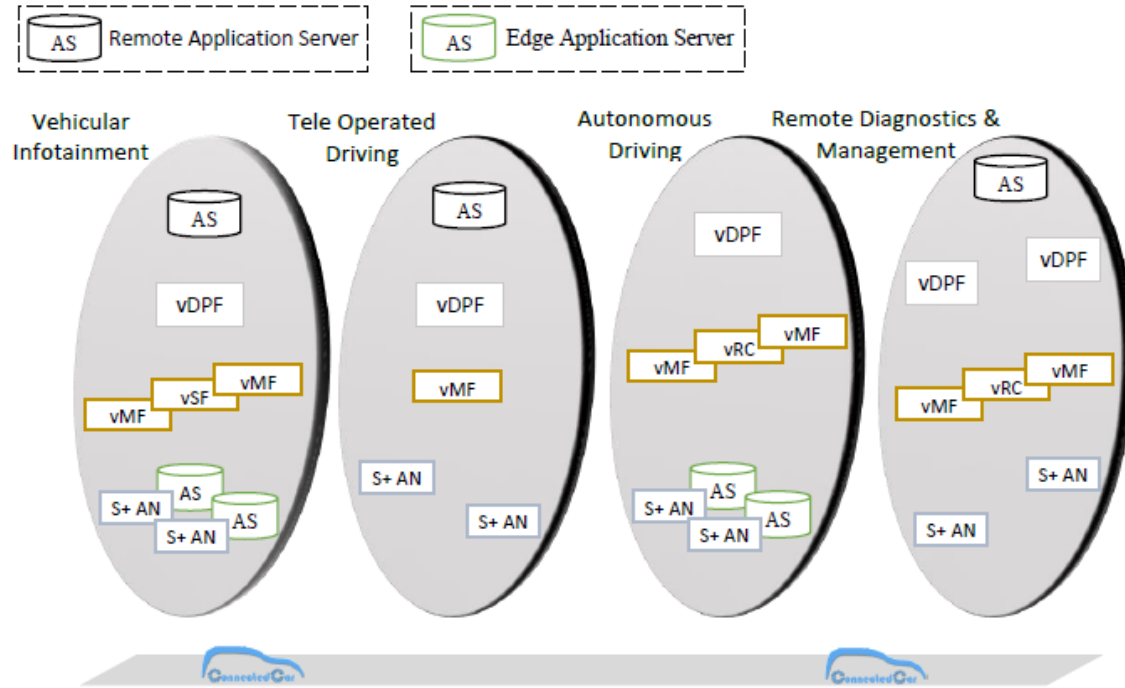 AS Remote Application Server
AS Edge Application Server
Vehicular
Infotainment
Tele Operated
Driving
Autonomous
Driving
Remote Diagnostics &
Management
AS
AS
AS
vDPF
vDPF
vDPF
vDPF
vDPF
vMF
vSF
vMF
vMF
vMF
vRC
vMF
vMF
vRC
vMF
AS
S+ AN
AS
S+ AN
S+ AN
S+ AN
AS
S+ AN
AS
S+ AN
S+ AN
S+ AN
ConnectedCar
ConnectedCar